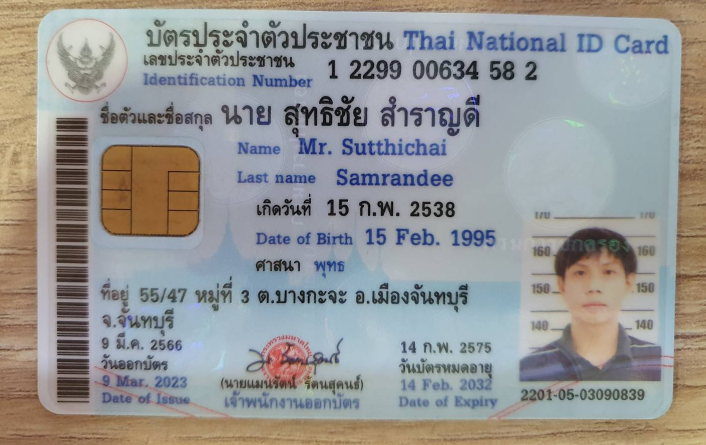 บัตรประจำตัวประชาชน Thai National ID Card
เลขประจำตัวประชาชน
Identification Number 1 2299 00634 58 2
ชื่อตัวและชื่อสกุล นาย สุทธิชัย สำราญดี
Name Mr. Sutthichai
Last name Samrandee
เกิดวันที่ 15 ก.พ. 2538
Date of Birth 15 Feb. 1995
ศาสนา พุทธ
ที่อยู่ 55/47 หมู่ที่ 3 ต.บางกะจะ อ.เมืองจันทบุรี
จ.จันทบุรี
9 มี.ค. 2566
วันออกบัตร
9 Mar. 2023
Date of Issue
(นายแมนรัตน์ รัตนสุคนธ์)
เจ้าพนักงานออกบัตร
14 ก.พ. 2575
วันบัตรหมดอายุ
14 Feb. 2032
Date of Expiry
170 170
160 160
150 150
140 140
2201-05-03090839